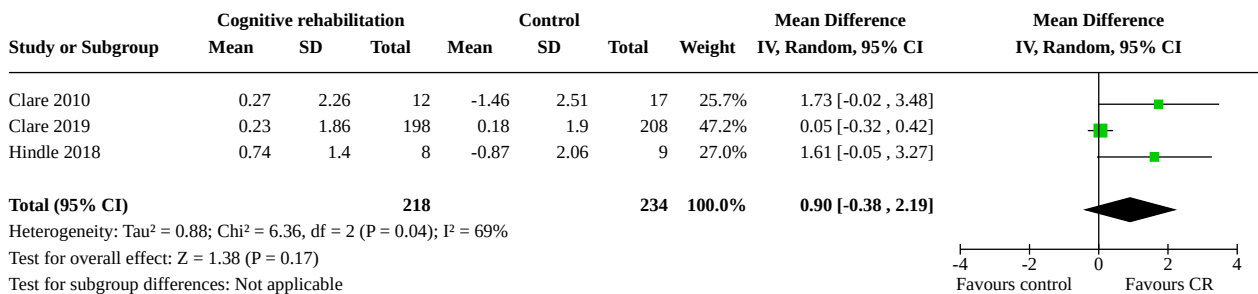 Cognitive rehabilitation Control Mean Difference Mean Difference
Study or Subgroup Mean SD Total Mean SD Total Weight IV, Random, 95% CI IV, Random, 95% CI
Clare 2010 0.27 2.26 12 -1.46 2.51 17 25.7% 1.73 [-0.02 , 3.48]
Clare 2019 0.23 1.86 198 0.18 1.9 208 47.2% 0.05 [-0.32 , 0.42]
Hindle 2018 0.74 1.4 8 -0.87 2.06 9 27.0% 1.61 [-0.05 , 3.27]
Total (95% CI) 218 234 100.0% 0.90 [-0.38 , 2.19]
Heterogeneity: Tau² = 0.88; Chi² = 6.36, df = 2 (P = 0.04); I² = 69%
Test for overall effect: Z = 1.38 (P = 0.17)
-4 -2 0 2 4
Test for subgroup differences: Not applicable Favours control Favours CR